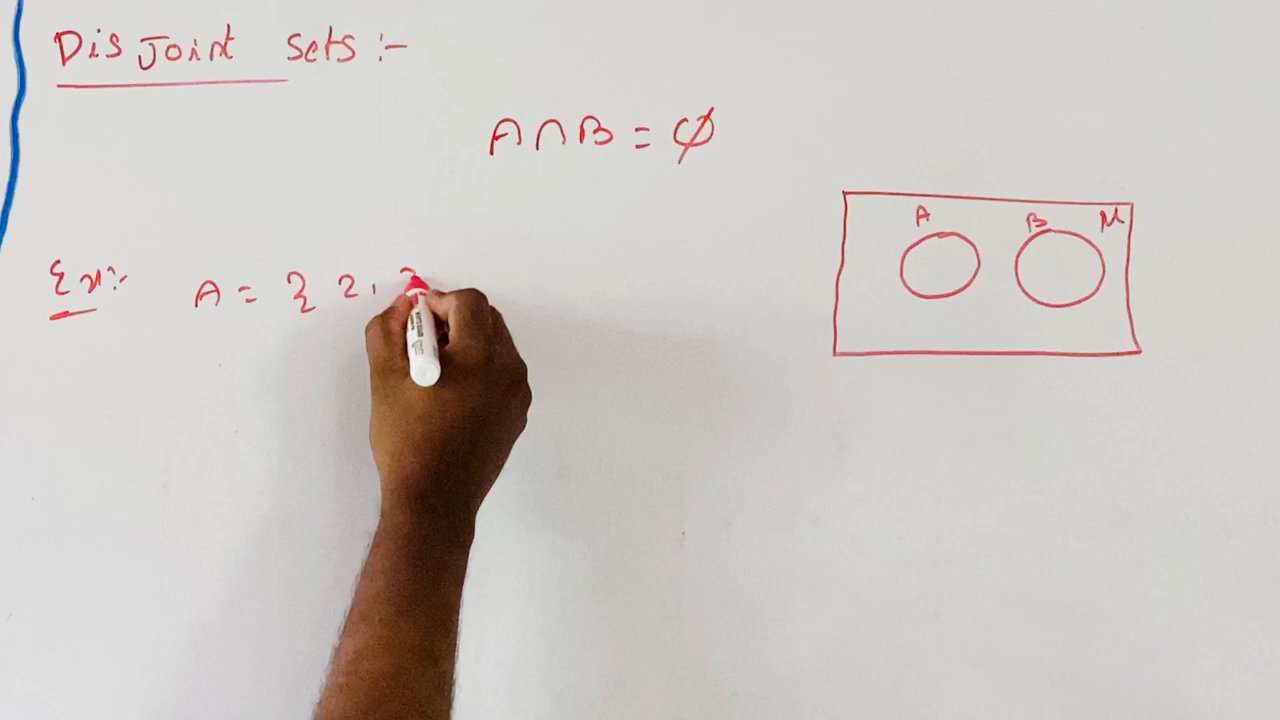 Disjoint sets :-
A∩B = ϕ
A B μ
Ex:- A = { 2,